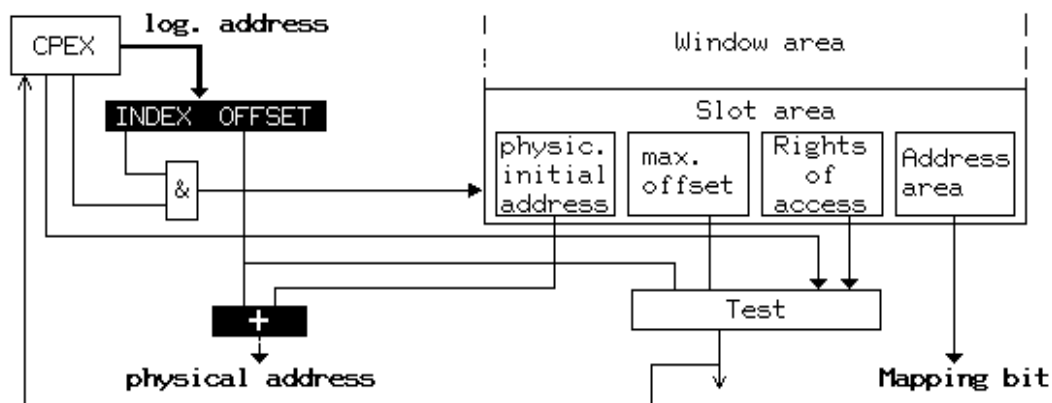 log. address
CPEX
Window area
INDEX OFFSET
Slot area
physic.
initial
address
max.
offset
Rights
of
access
Address
area
&
Test
+
physical address
Mapping bit